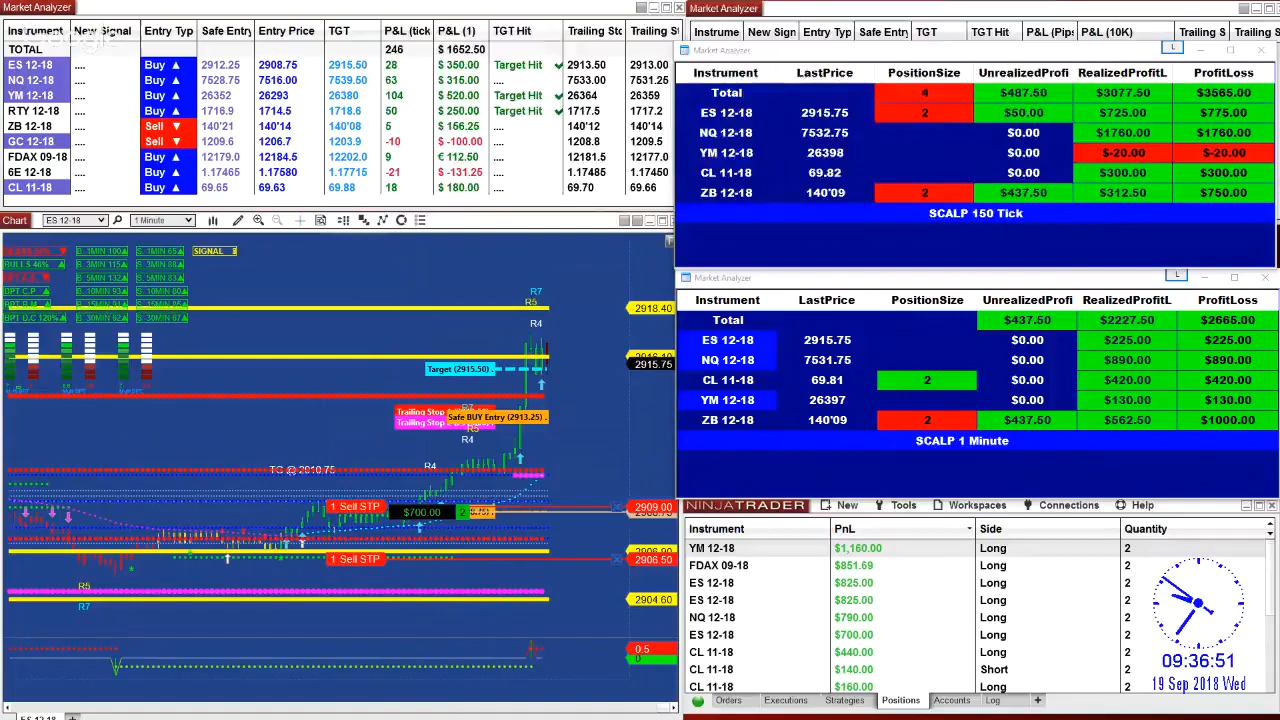 Market Analyzer
Instrument New Signal Entry Typ Safe Entry Entry Price TGT P&L (tick P&L (1) TGT Hit Trailing Sto Trailing St
TOTAL 246 $ 1652.50
ES 12-18 .... Buy ▲ 2912.25 2908.75 2915.50 28 $ 350.00 Target Hit 2913.50 2913.00
NQ 12-18 .... Buy ▲ 7528.75 7516.00 7539.50 63 $ 315.00 .... 7533.00 7531.25
YM 12-18 .... Buy ▲ 26352 26293 26380 104 $ 520.00 Target Hit 26364 26359
RTY 12-18 .... Buy ▲ 1716.9 1714.5 1718.6 50 $ 250.00 Target Hit 1717.5 1717.2
ZB 12-18 .... Sell ▼ 140'21 140'14 140'08 5 $ 156.25 .... 140'12 140'14
GC 12-18 .... Sell ▼ 1209.6 1206.7 1203.9 -10 $ -100.00 .... 1208.8 1209.5
FDAX 09-18 .... Buy ▲ 12179.0 12184.5 12202.0 9 € 112.50 .... 12181.5 12177.0
6E 12-18 .... Buy ▲ 1.17465 1.17580 1.17715 -21 $ -131.25 .... 1.17485 1.17450
CL 11-18 .... Buy ▲ 69.65 69.63 69.88 18 $ 180.00 .... 69.70 69.66
Market Analyzer
Instrume New Sign Entry Typ Safe Entry TGT TGT Hit P&L (Pips P&L (10K) Trailing S Trailing S
Market Analyzer
L
Instrument LastPrice PositionSize UnrealizedProfi RealizedProfitL ProfitLoss
Total 4 $487.50 $3077.50 $3565.00
ES 12-18 2915.75 2 $50.00 $725.00 $775.00
NQ 12-18 7532.75 $0.00 $1760.00 $1760.00
YM 12-18 26398 $0.00 $-20.00 $-20.00
CL 12-18 69.82 $0.00 $300.00 $300.00
ZB 12-18 140'09 2 $437.50 $312.50 $750.00
SCALP 150 Tick
Market Analyzer
L
Instrument LastPrice PositionSize UnrealizedProfi RealizedProfitL ProfitLoss
Total $437.50 $2227.50 $2665.00
ES 12-18 2915.75 $0.00 $225.00 $225.00
NQ 12-18 7531.75 $0.00 $890.00 $890.00
CL 11-18 69.81 2 $0.00 $420.00 $420.00
YM 12-18 26397 $0.00 $130.00 $130.00
ZB 12-18 140'09 2 $437.50 $562.50 $1000.00
SCALP 1 Minute
Chart ES 12-18 1 Minute
SIGNAL
R7
R5
2918.40
R4
2915.75
Target (2915.50)
Trailing Stop
Safe BUY Entry (2913.25)
Trailing Stop
R4
R4
TG @ 2910.75
1 Sell STP
2909.00
$700.00 2
1 Sell STP
2906.50
R5
R7
2904.60
0.5
0
ES 12-18 +
NINJATRADER New Tools Workspaces Connections Help
Instrument PnL Side Quantity
YM 12-18 $1,160.00 Long 2
FDAX 09-18 $851.69 Long 2
ES 12-18 $825.00 Long 2
ES 12-18 $825.00 Long 2
NQ 12-18 $790.00 Long 2
ES 12-18 $700.00 Long 2
CL 11-18 $440.00 Long 2
CL 11-18 $140.00 Short 2
CL 11-18 $160.00 Long 2
09:36:51
19 Sep 2018 Wed
Orders Executions Strategies Positions Accounts Log +